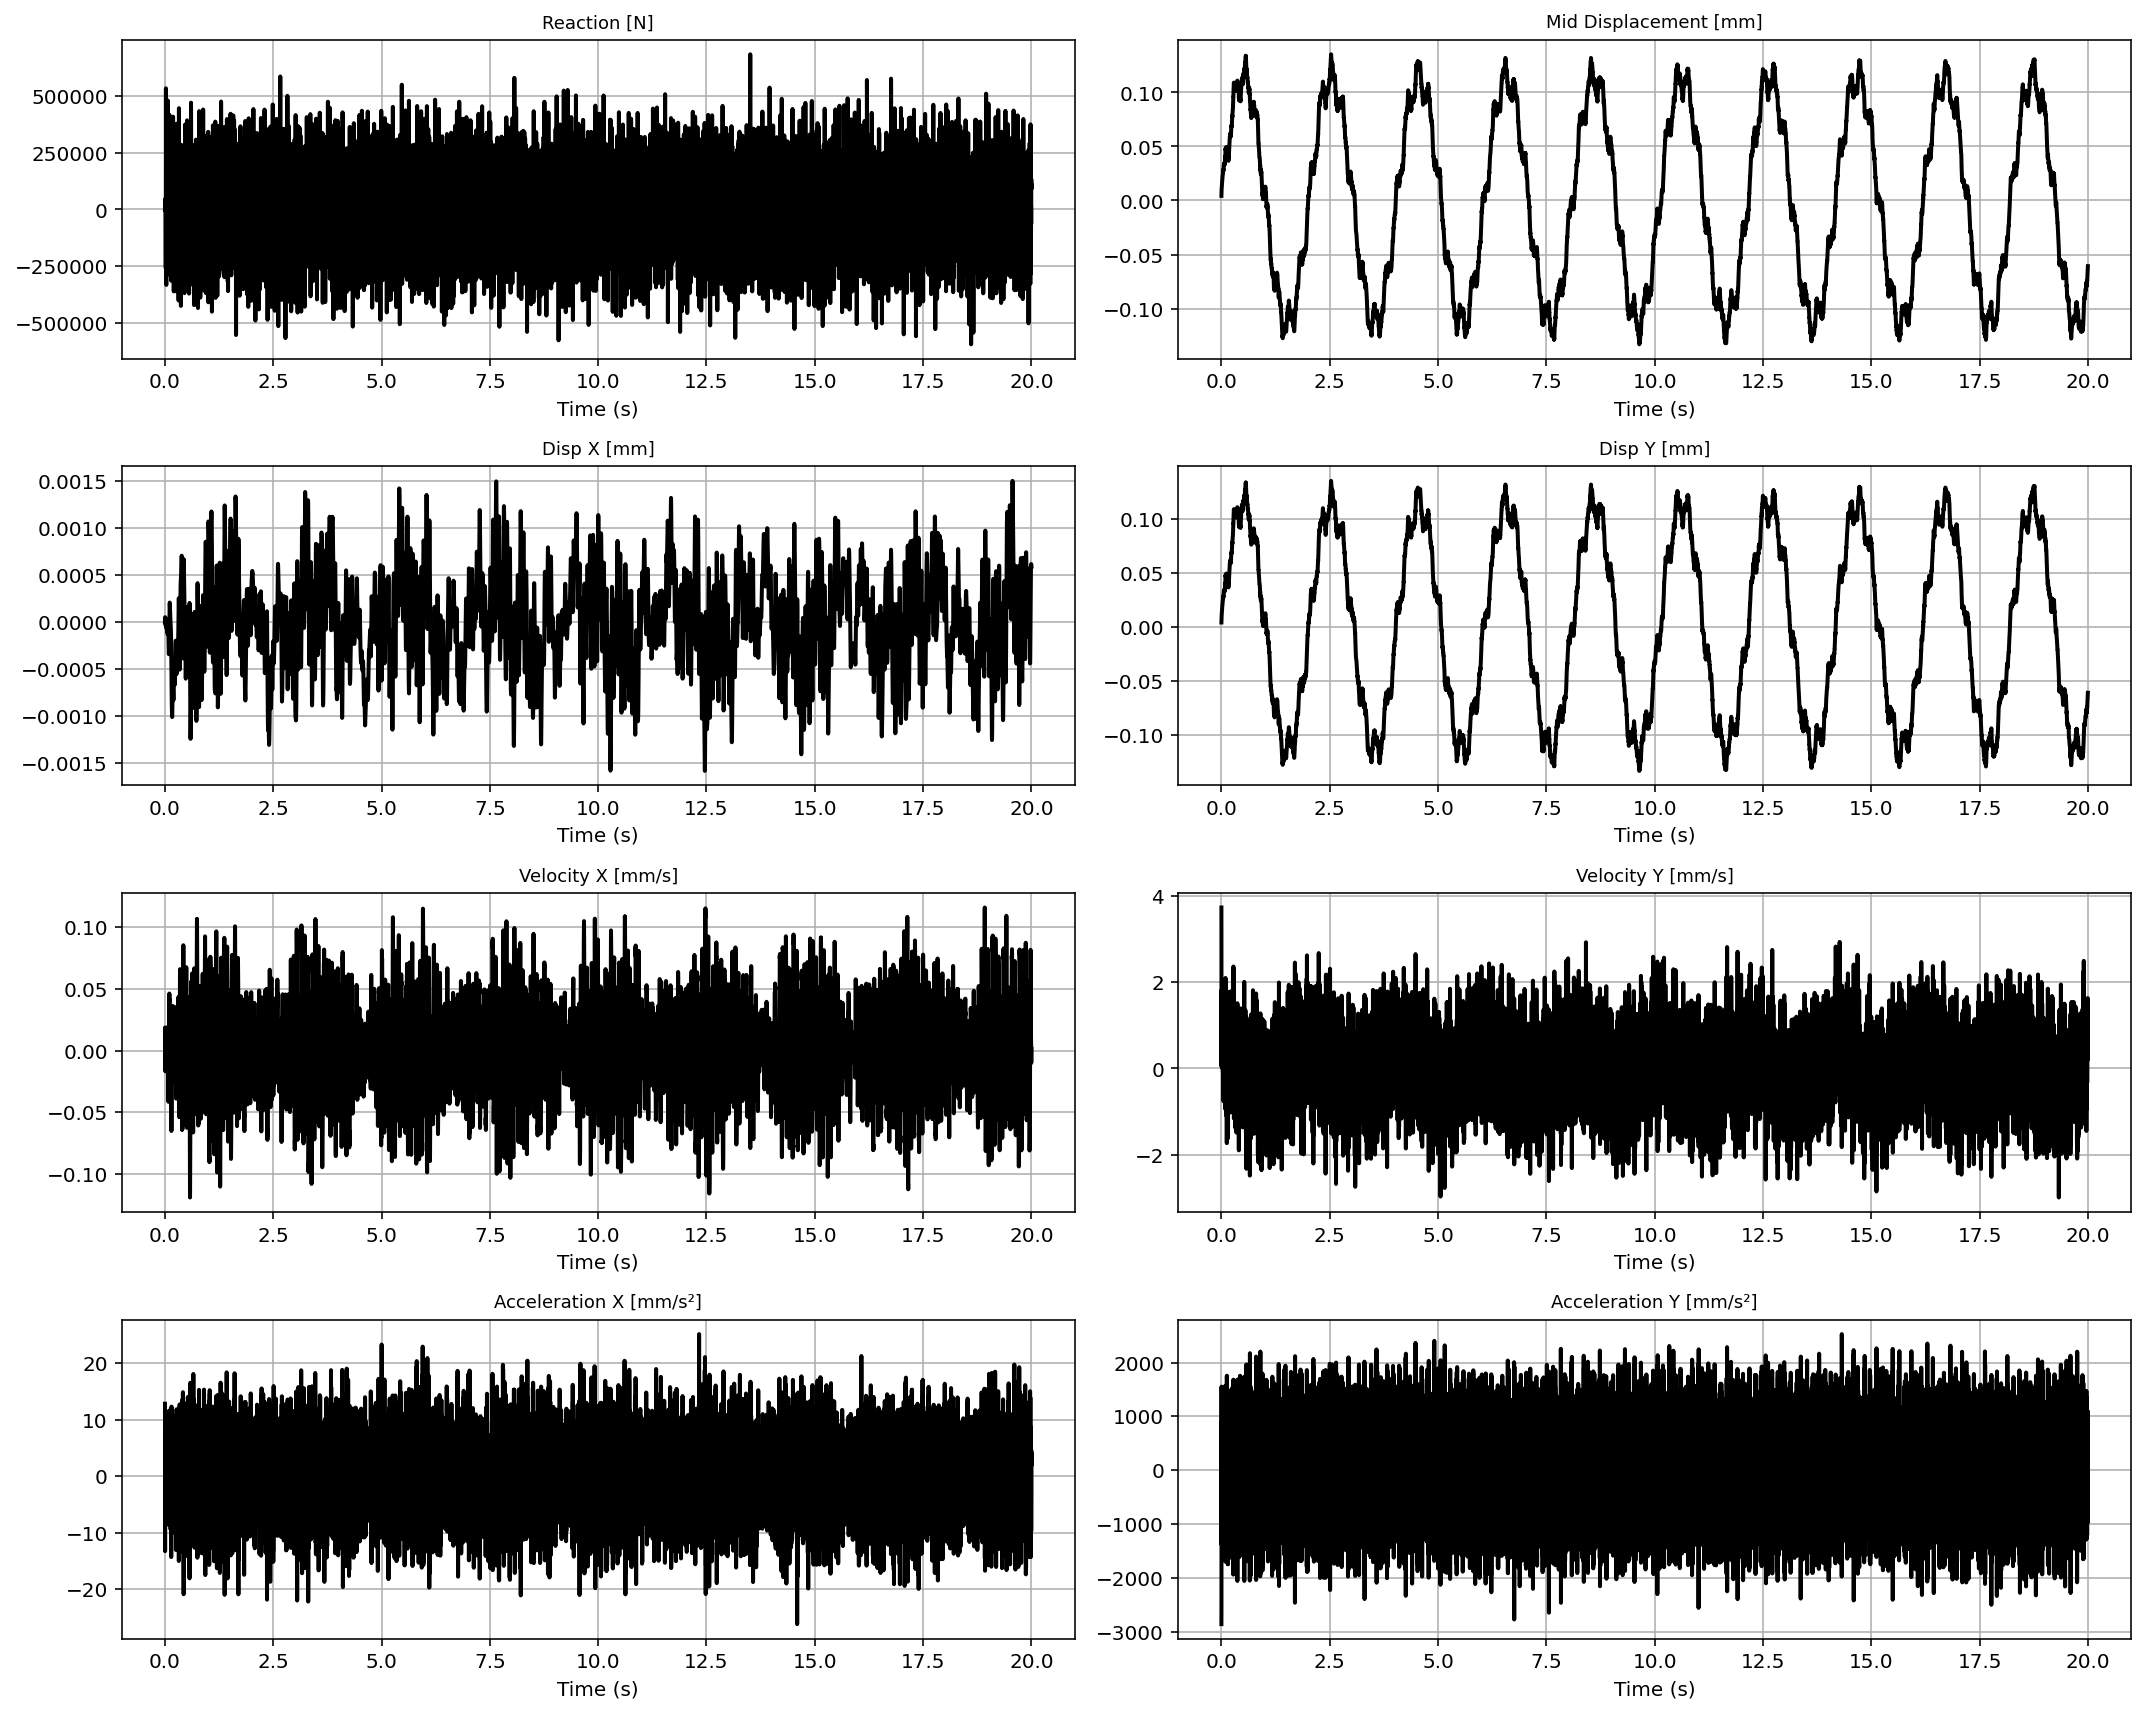 Reaction [N]
500000
250000
0
−250000
−500000
0.0 2.5 5.0 7.5 10.0 12.5 15.0 17.5 20.0
Time (s)
Mid Displacement [mm]
0.10
0.05
0.00
−0.05
−0.10
0.0 2.5 5.0 7.5 10.0 12.5 15.0 17.5 20.0
Time (s)
Disp X [mm]
0.0015
0.0010
0.0005
0.0000
−0.0005
−0.0010
−0.0015
0.0 2.5 5.0 7.5 10.0 12.5 15.0 17.5 20.0
Time (s)
Disp Y [mm]
0.10
0.05
0.00
−0.05
−0.10
0.0 2.5 5.0 7.5 10.0 12.5 15.0 17.5 20.0
Time (s)
Velocity X [mm/s]
0.10
0.05
0.00
−0.05
−0.10
0.0 2.5 5.0 7.5 10.0 12.5 15.0 17.5 20.0
Time (s)
Velocity Y [mm/s]
4
2
0
−2
0.0 2.5 5.0 7.5 10.0 12.5 15.0 17.5 20.0
Time (s)
Acceleration X [mm/s²]
20
10
0
−10
−20
0.0 2.5 5.0 7.5 10.0 12.5 15.0 17.5 20.0
Time (s)
Acceleration Y [mm/s²]
2000
1000
0
−1000
−2000
−3000
0.0 2.5 5.0 7.5 10.0 12.5 15.0 17.5 20.0
Time (s)